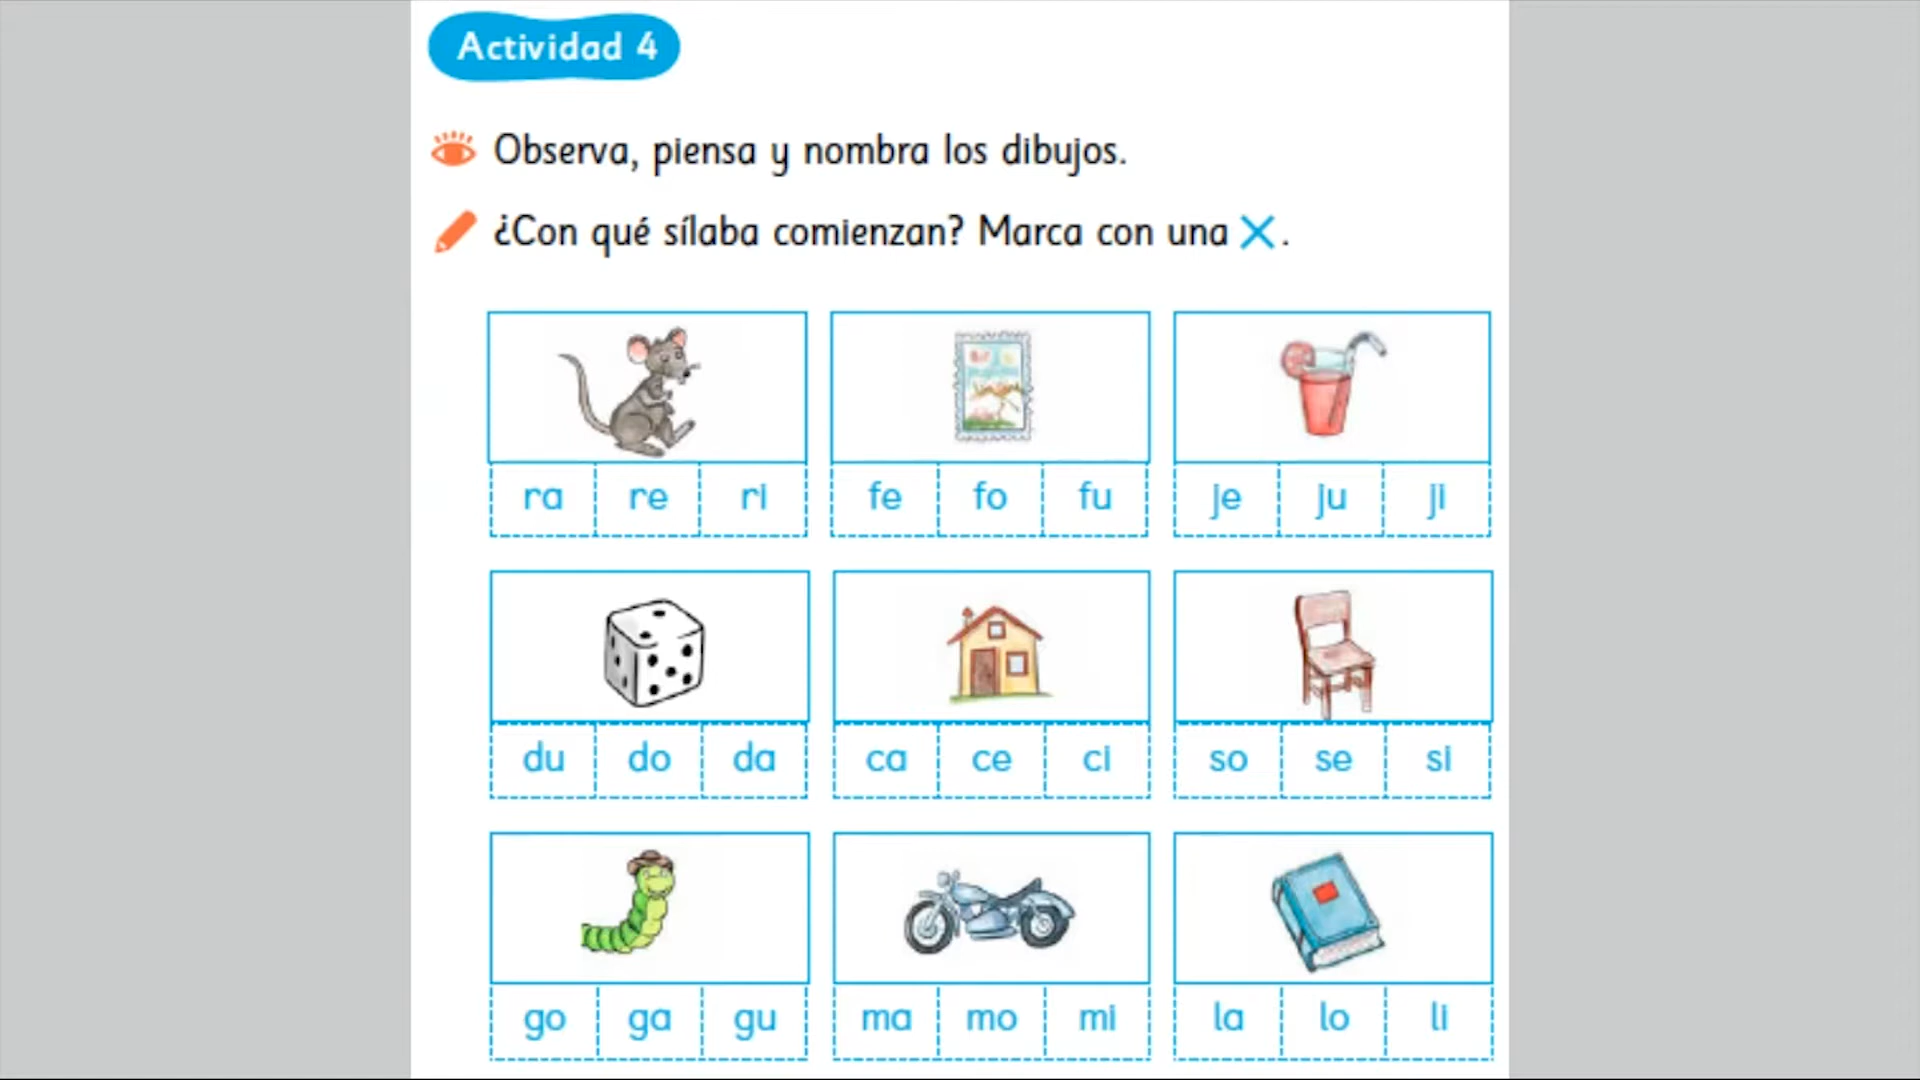 Actividad 4
Observa, piensa y nombra los dibujos.
¿Con qué sílaba comienzan? Marca con una X.
ra re ri
fe fo fu
je ju ji
du do da
ca ce ci
so se si
go ga gu
ma mo mi
la lo li